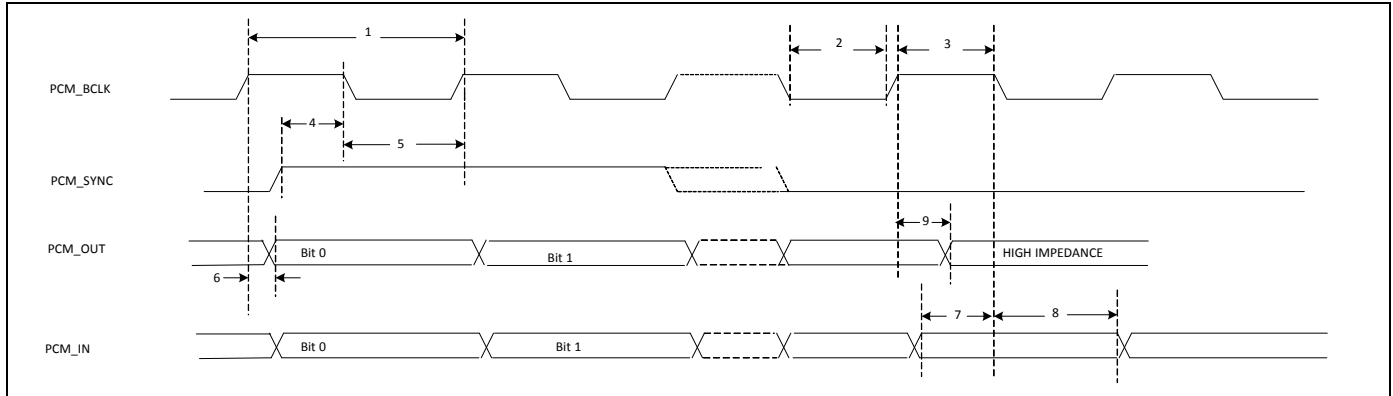 1
2
3
PCM_BCLK
4
5
PCM_SYNC
9
PCM_OUT
Bit 0
Bit 1
HIGH IMPEDANCE
6
7
8
PCM_IN
Bit 0
Bit 1